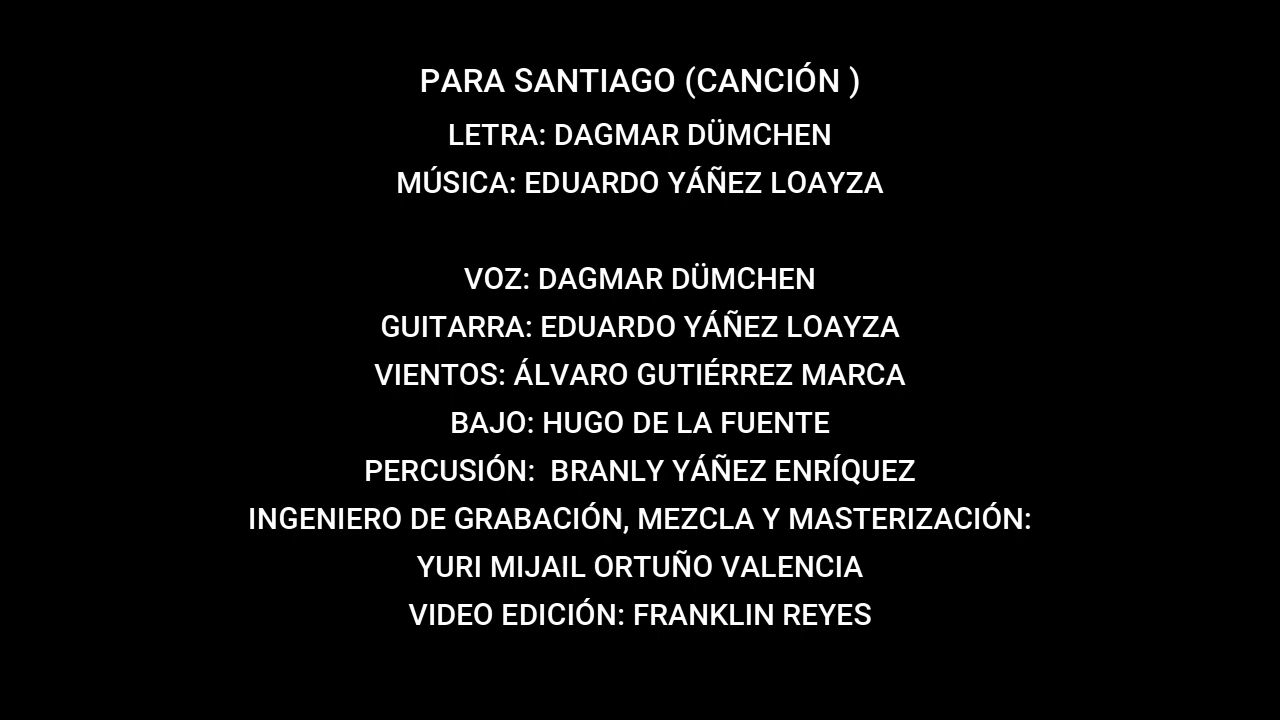 PARA SANTIAGO (CANCIÓN )
LETRA: DAGMAR DÜMCHEN
MÚSICA: EDUARDO YÁÑEZ LOAYZA
VOZ: DAGMAR DÜMCHEN
GUITARRA: EDUARDO YÁÑEZ LOAYZA
VIENTOS: ÁLVARO GUTIÉRREZ MARCA
BAJO: HUGO DE LA FUENTE
PERCUSIÓN:  BRANLY YÁÑEZ ENRÍQUEZ
INGENIERO DE GRABACIÓN, MEZCLA Y MASTERIZACIÓN:
YURI MIJAIL ORTUÑO VALENCIA
VIDEO EDICIÓN: FRANKLIN REYES